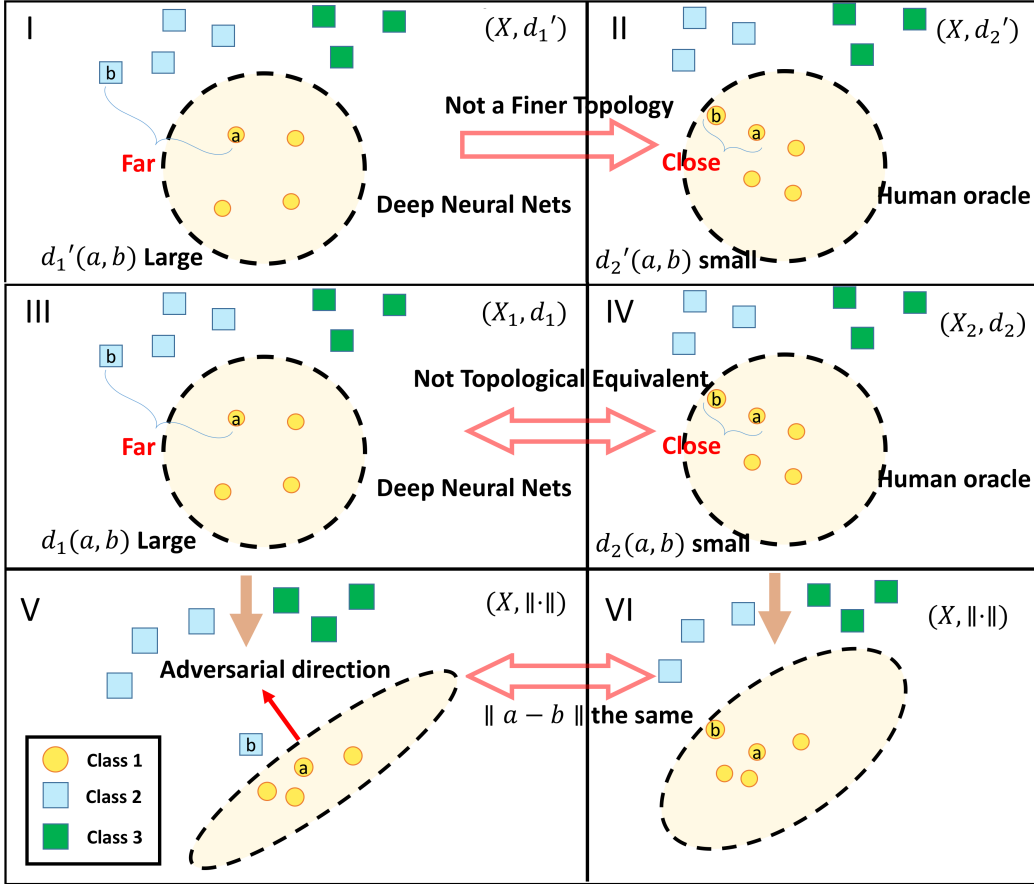 I
(X, d₁′)
b
a
Far
Deep Neural Nets
d₁′(a, b) Large
Not a Finer Topology
II
(X, d₂′)
b
a
Close
Human oracle
d₂′(a, b) small
III
(X₁, d₁)
b
a
Far
Deep Neural Nets
d₁(a, b) Large
Not Topological Equivalent
IV
(X₂, d₂)
b
a
Close
Human oracle
d₂(a, b) small
V
(X, ‖·‖)
Adversarial direction
b
a
‖ a − b ‖ the same
VI
(X, ‖·‖)
b
a
Class 1
Class 2
Class 3